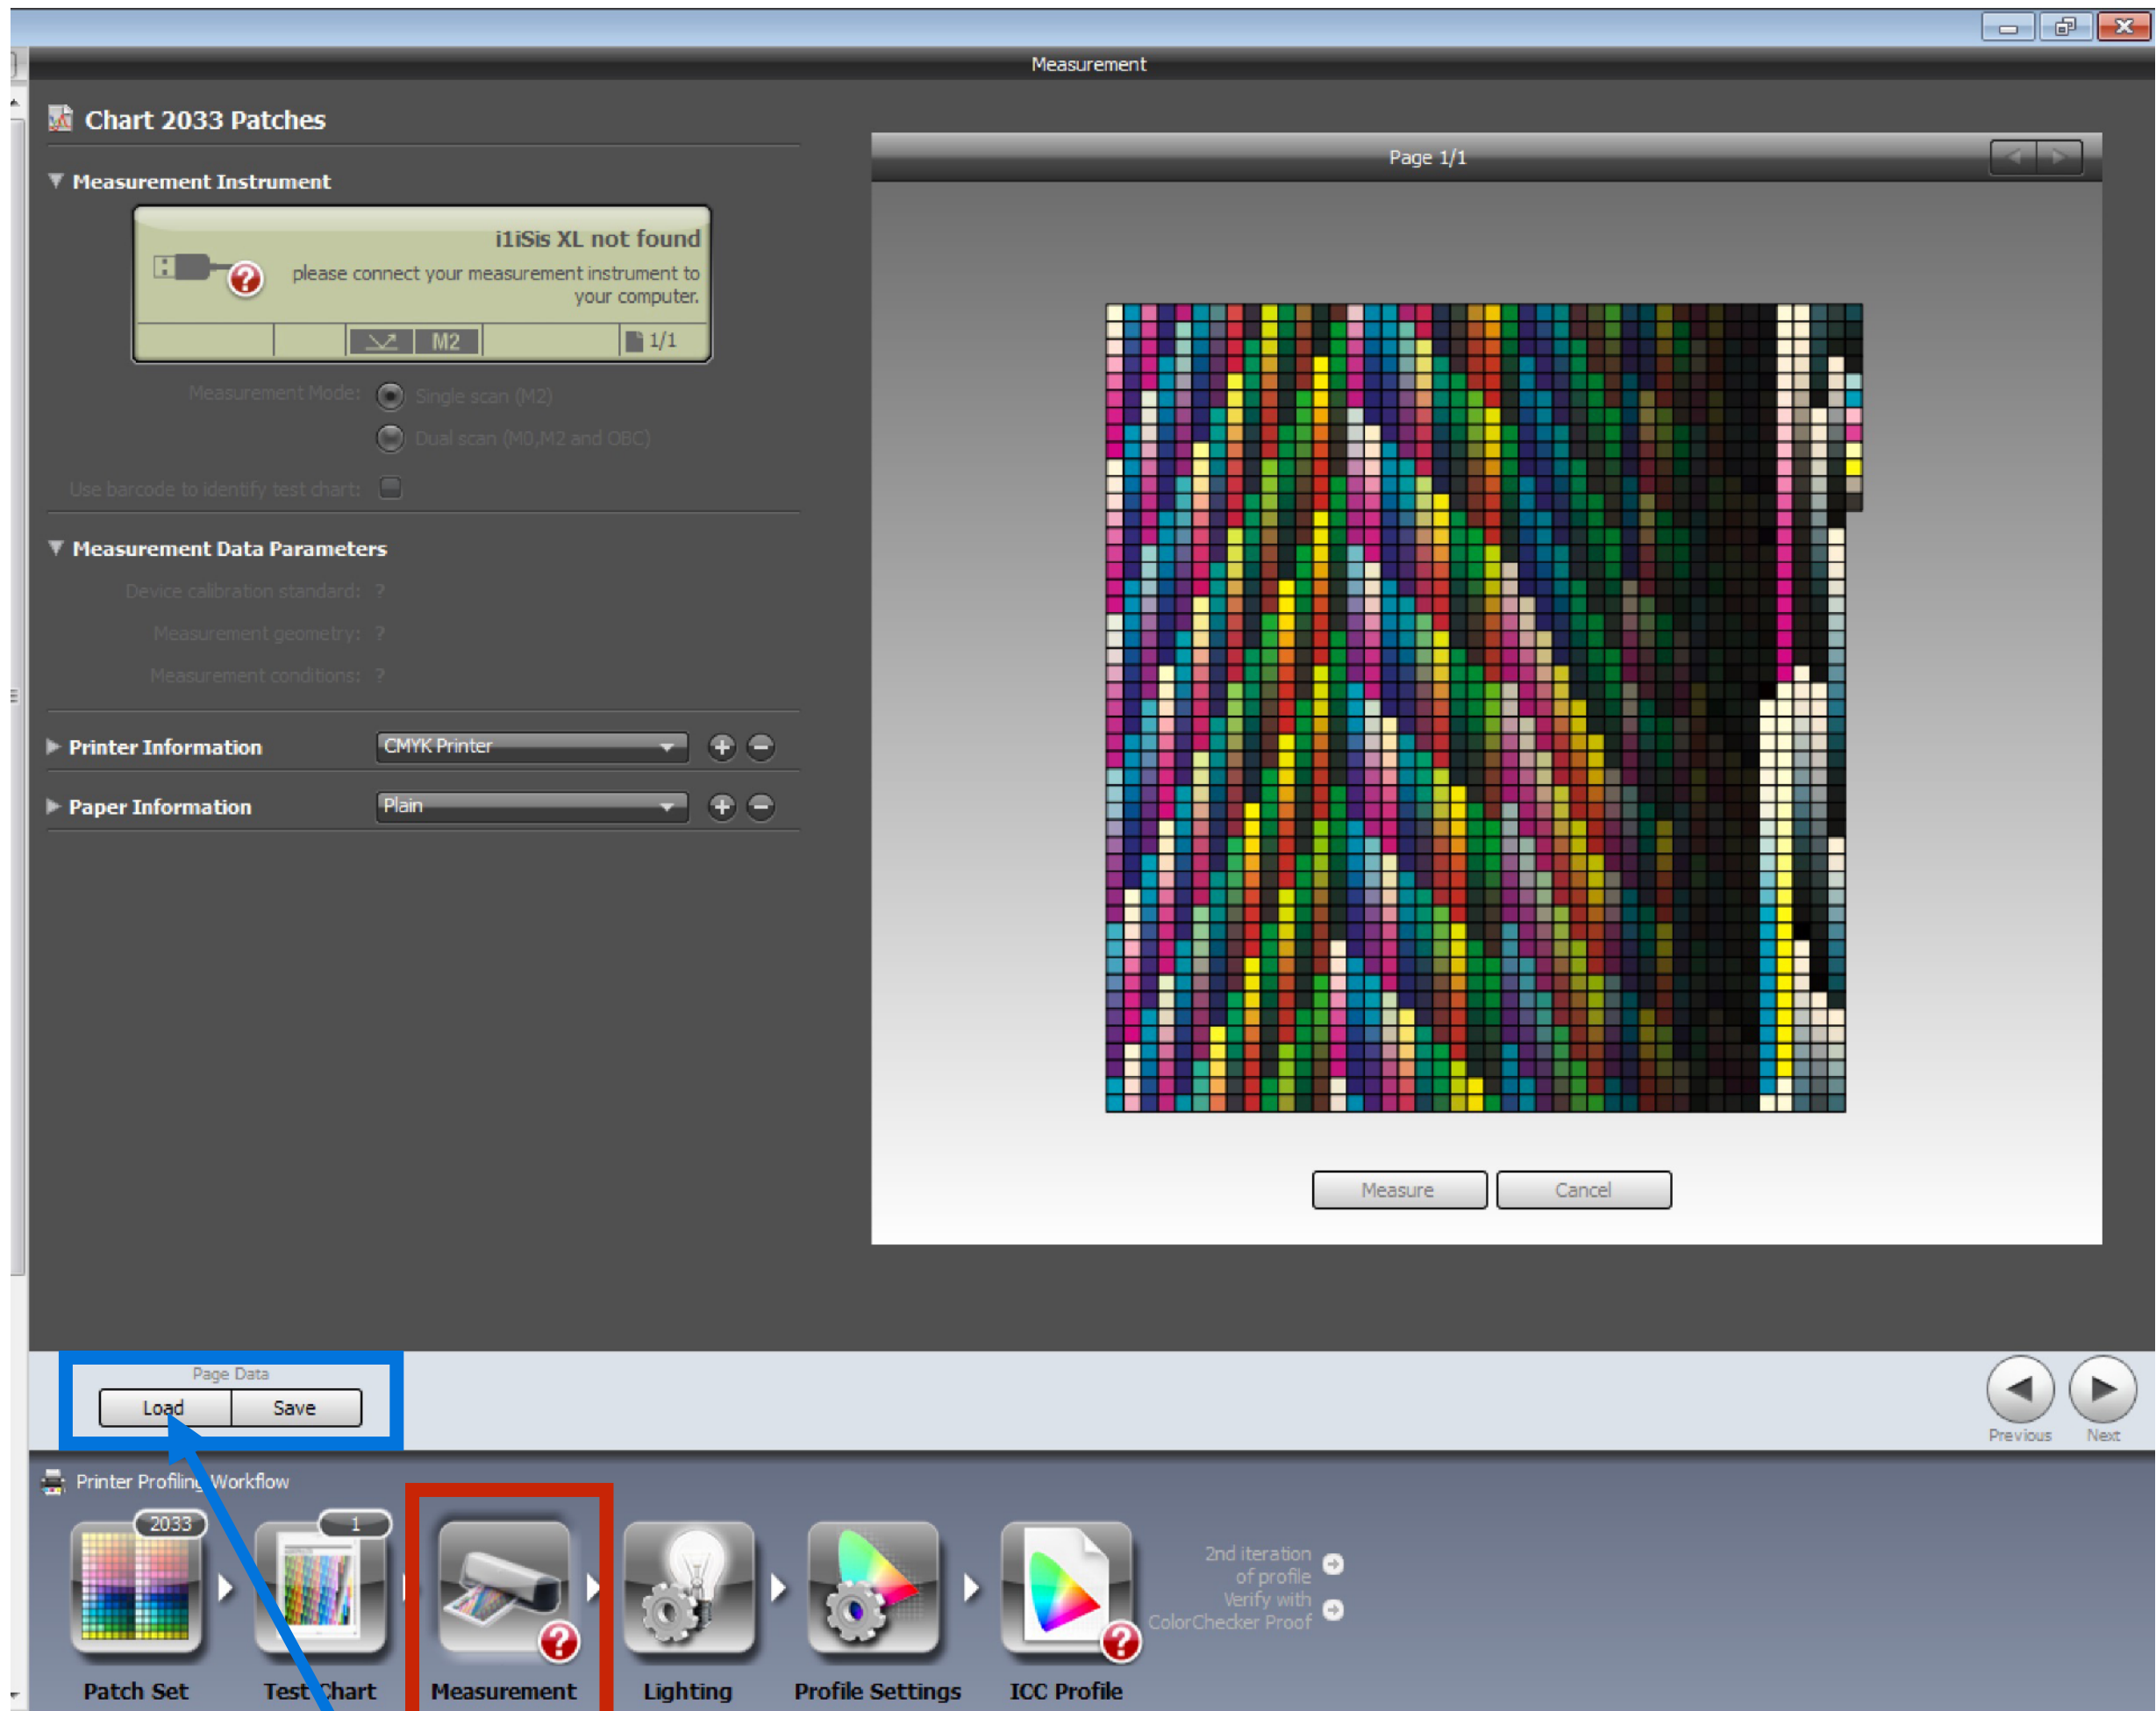 Measurement
Chart 2033 Patches
Page 1/1
Measurement Instrument
i1iSis XL not found
please connect your measurement instrument to
your computer.
M2
1/1
Measurement Mode:
Single scan (M2)
Dual scan (M0,M2 and OBC)
Use barcode to identify test chart:
Measurement Data Parameters
Device calibration standard: ?
Measurement geometry: ?
Measurement conditions: ?
Printer Information
CMYK Printer
Paper Information
Plain
Measure
Cancel
Page Data
Load
Save
Previous
Next
Printer Profiling Workflow
2033
1
2nd iteration
of profile
Verify with
ColorChecker Proof
Patch Set
Test Chart
Measurement
Lighting
Profile Settings
ICC Profile